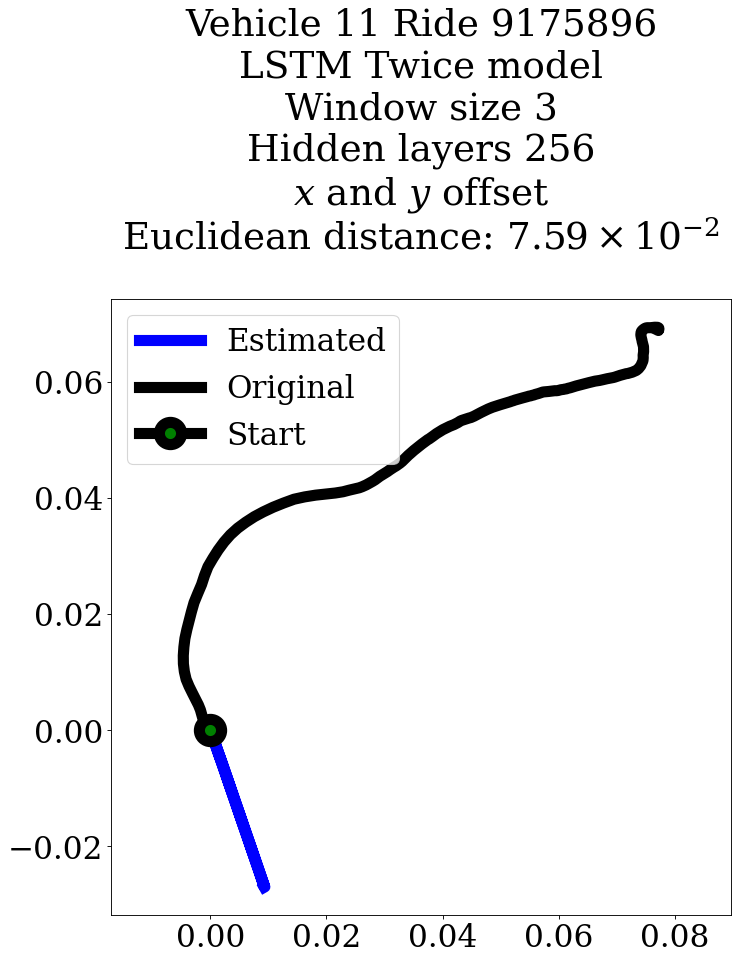 Vehicle 11 Ride 9175896
LSTM Twice model
Window size 3
Hidden layers 256
x and y offset
Euclidean distance: 7.59 × 10⁻²
Estimated
Original
Start
0.06
0.04
0.02
0.00
−0.02
0.00 0.02 0.04 0.06 0.08